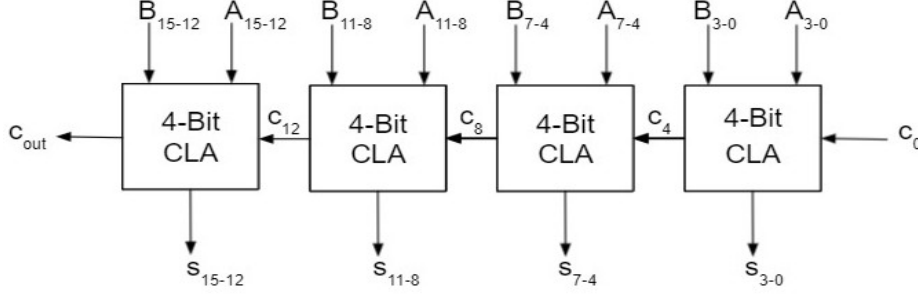 B15-12 A15-12 B11-8 A11-8 B7-4 A7-4 B3-0 A3-0
cout 4-Bit CLA c12 4-Bit CLA c8 4-Bit CLA c4 4-Bit CLA c0
s15-12 s11-8 s7-4 s3-0